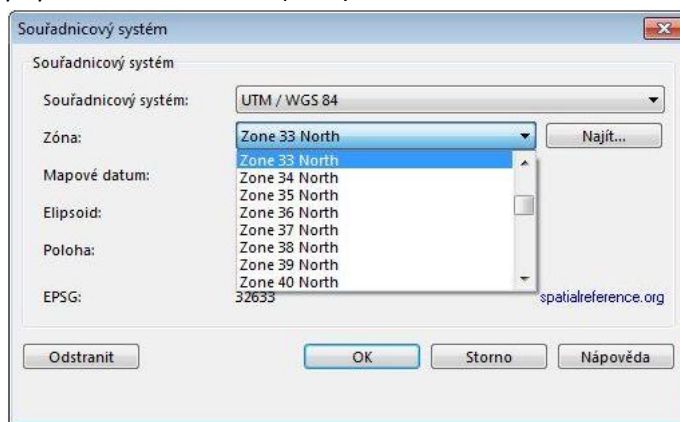 Souřadnicový systém
Souřadnicový systém
Souřadnicový systém: UTM / WGS 84
Zóna: Zone 33 North Najít...
Zone 33 North
Mapové datum: Zone 34 North
Zone 35 North
Elipsoid: Zone 36 North
Zone 37 North
Poloha: Zone 38 North
Zone 39 North
Zone 40 North
EPSG: 32633 spatialreference.org
Odstranit OK Storno Nápověda